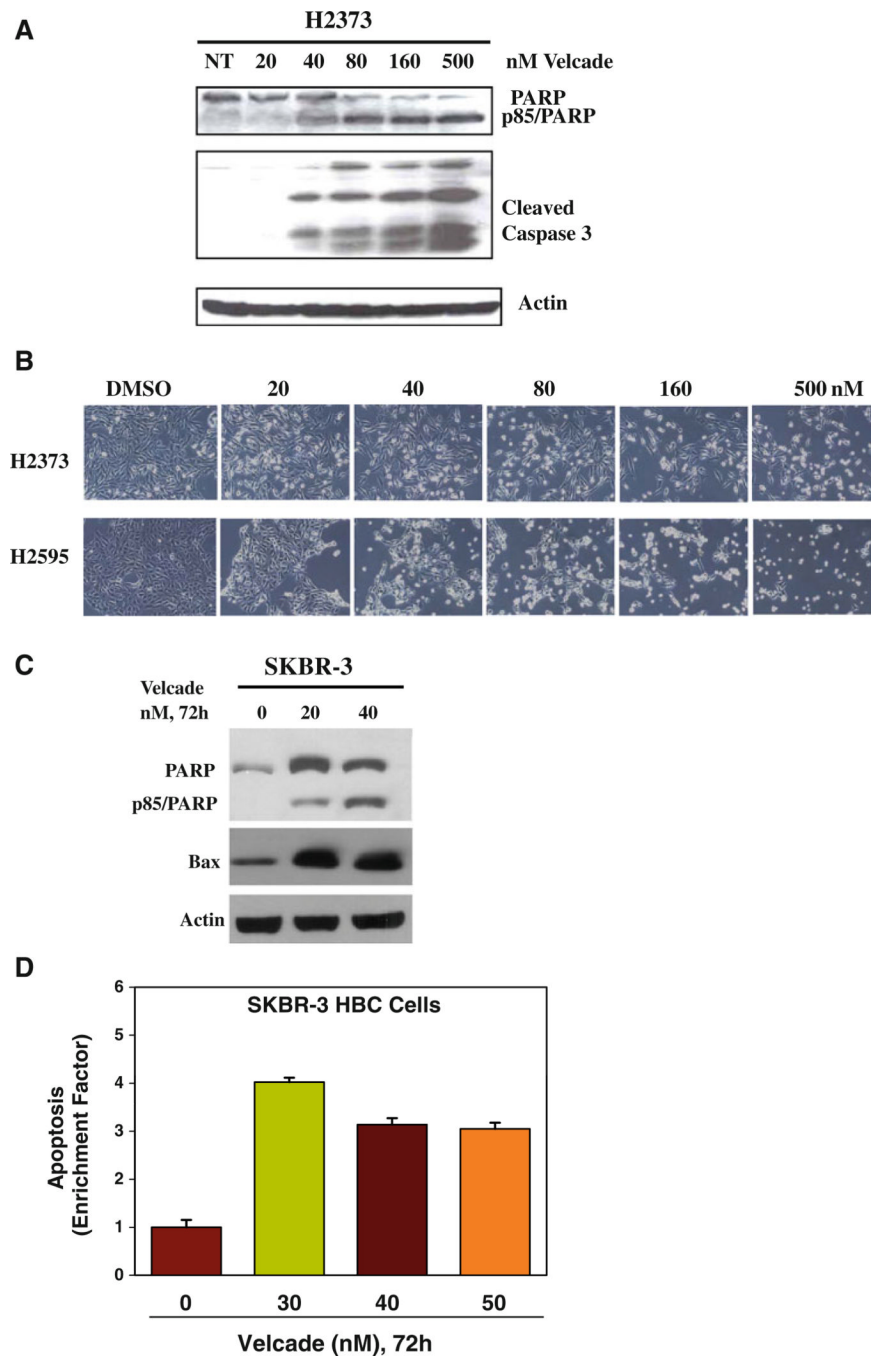 A
H2373
NT 20 40 80 160 500 nM Velcade
PARP
p85/PARP
Cleaved
Caspase 3
Actin
B
DMSO 20 40 80 160 500 nM
H2373
H2595
C
SKBR-3
Velcade
nM, 72h 0 20 40
PARP
p85/PARP
Bax
Actin
D
SKBR-3 HBC Cells
Apoptosis
(Enrichment Factor)
6
5
4
3
2
1
0
0 30 40 50
Velcade (nM), 72h